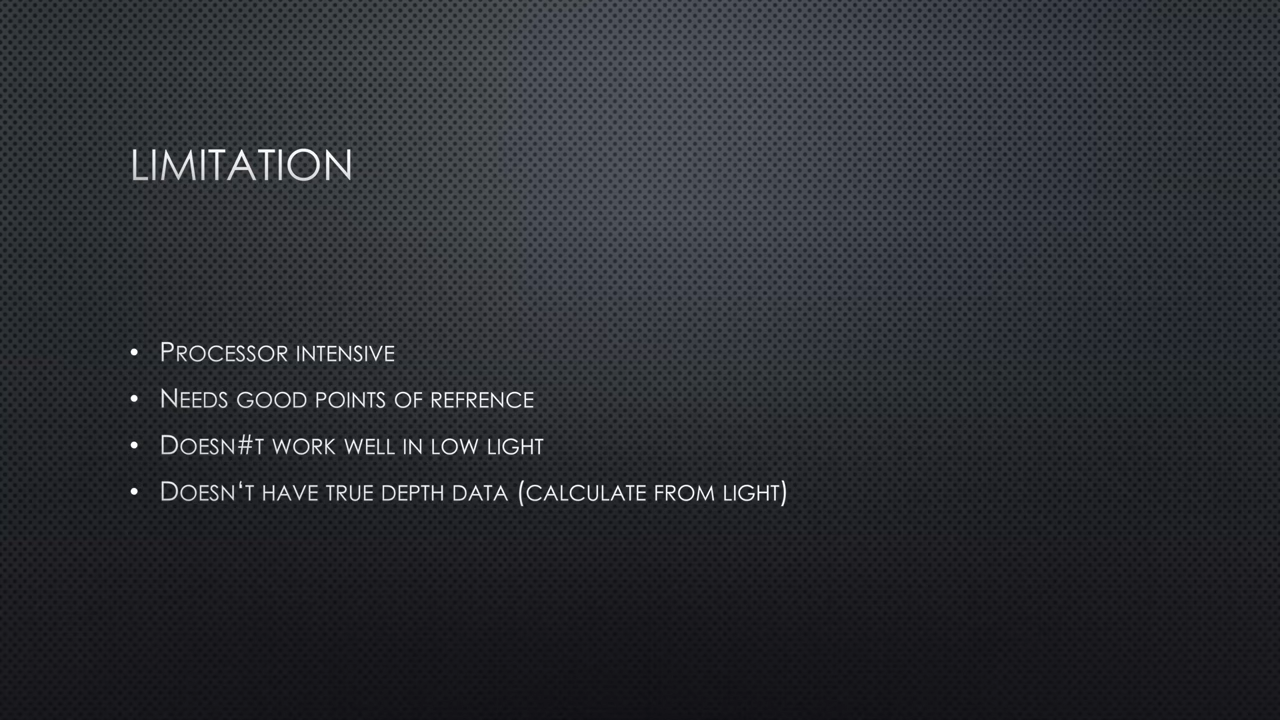 LIMITATION
• PROCESSOR INTENSIVE
• NEEDS GOOD POINTS OF REFRENCE
• DOESN#T WORK WELL IN LOW LIGHT
• DOESN‘T HAVE TRUE DEPTH DATA (CALCULATE FROM LIGHT)